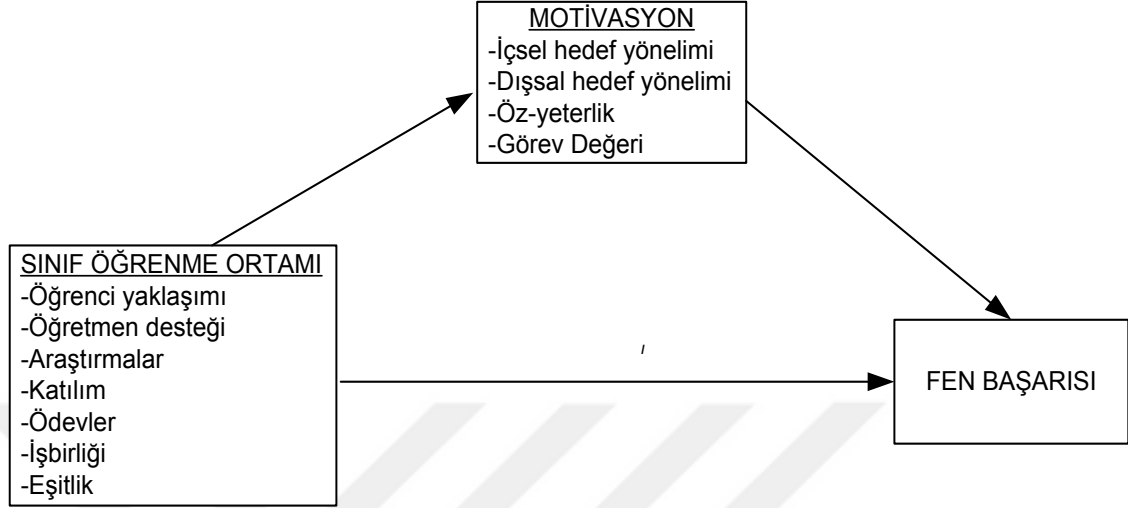 MOTİVASYON
-İçsel hedef yönelimi
-Dışsal hedef yönelimi
-Öz-yeterlik
-Görev Değeri
SINIF ÖĞRENME ORTAMI
-Öğrenci yaklaşımı
-Öğretmen desteği
-Araştırmalar
-Katılım
-Ödevler
-İşbirliği
-Eşitlik
FEN BAŞARISI